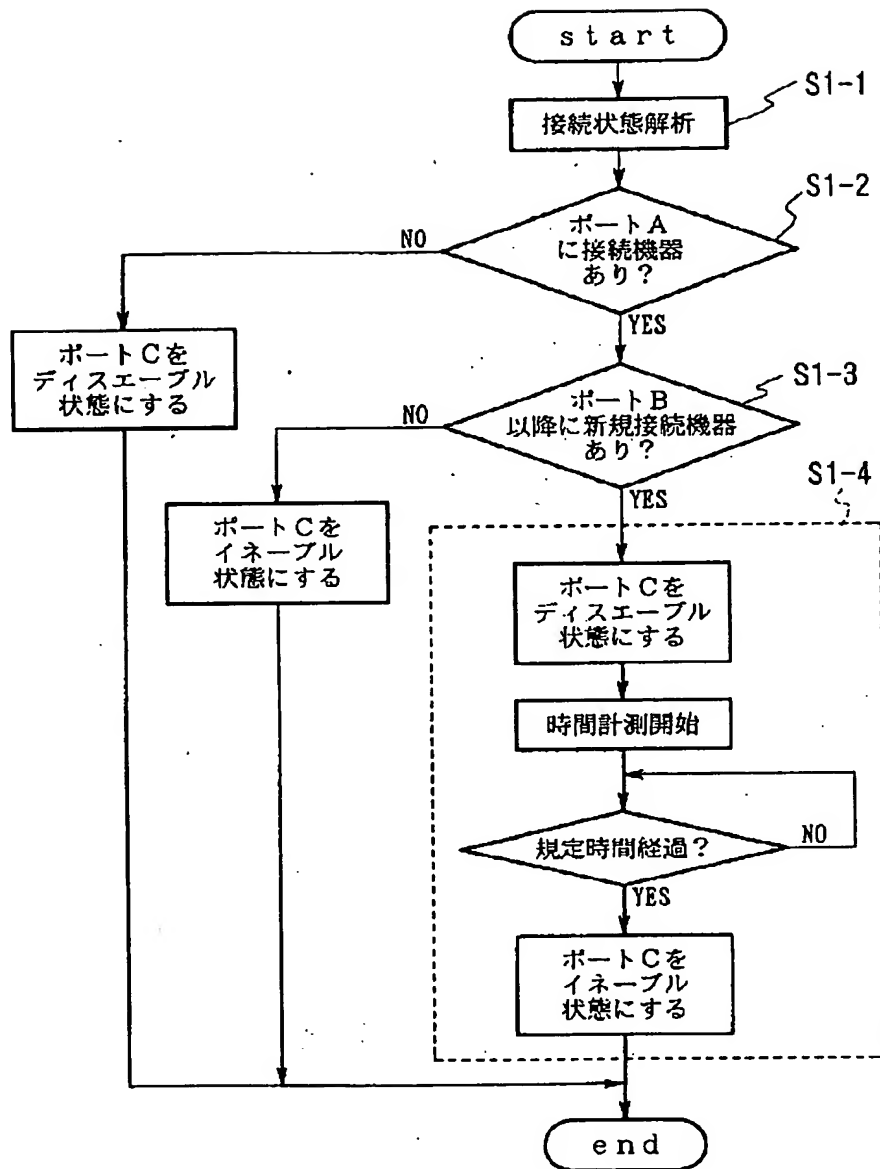 start
S1-1
接続状態解析
S1-2
ポートA
に接続機器
あり？
NO
YES
ポートCを
ディスエーブル
状態にする
S1-3
ポートB
以降に新規接続機器
あり？
NO
YES
S1-4
ポートCを
イネーブル
状態にする
ポートCを
ディスエーブル
状態にする
時間計測開始
規定時間経過？
NO
YES
ポートCを
イネーブル
状態にする
end